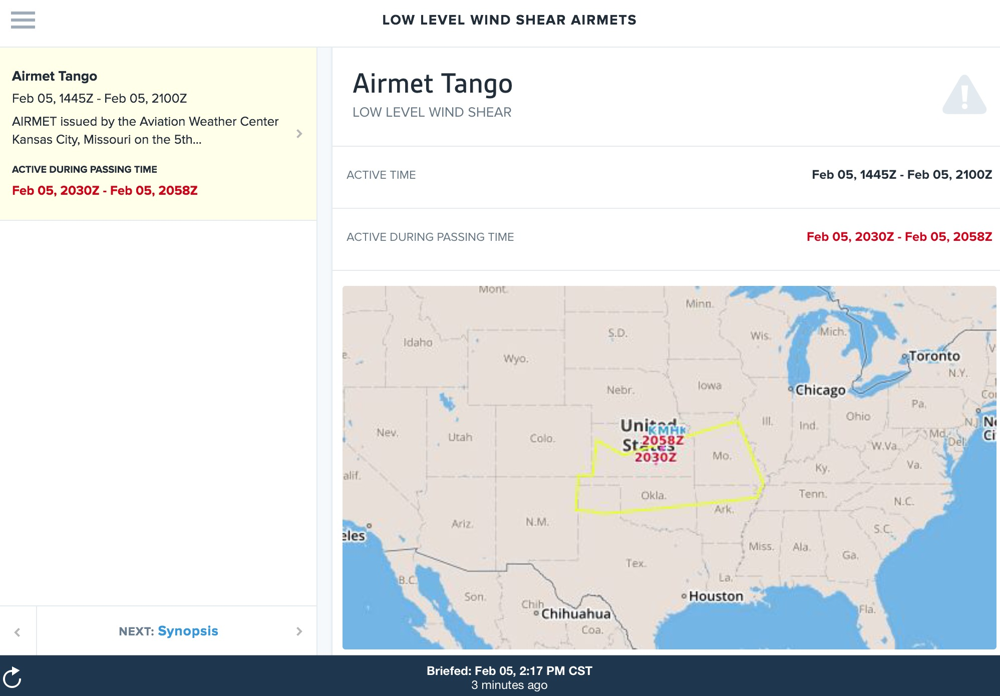 LOW LEVEL WIND SHEAR AIRMETS
Airmet Tango
Feb 05, 1445Z - Feb 05, 2100Z
AIRMET issued by the Aviation Weather Center
Kansas City, Missouri on the 5th...
ACTIVE DURING PASSING TIME
Feb 05, 2030Z - Feb 05, 2058Z
NEXT: Synopsis
Airmet Tango
LOW LEVEL WIND SHEAR
ACTIVE TIME
Feb 05, 1445Z - Feb 05, 2100Z
ACTIVE DURING PASSING TIME
Feb 05, 2030Z - Feb 05, 2058Z
Mont.
Minn.
S.D.
Wis.
Mich.
Idaho
Wyo.
Toronto
N.Y.
Iowa
Nebr.
Chicago
Pa.
Ohio
Ill.
Ind.
N.J.
United
States
KMHK
2058Z
2030Z
Nev.
Utah
Colo.
Mo.
Md.
Del.
W.Va.
Va.
Ky.
alif.
Okla.
Tenn.
N.C.
Ark.
Ariz.
N.M.
S.C.
eles
Miss.
Ala.
Ga.
Tex.
La.
B.C.
Son.
Houston
Chih.
Chihuahua
Fla.
Coa.
Briefed: Feb 05, 2:17 PM CST
3 minutes ago